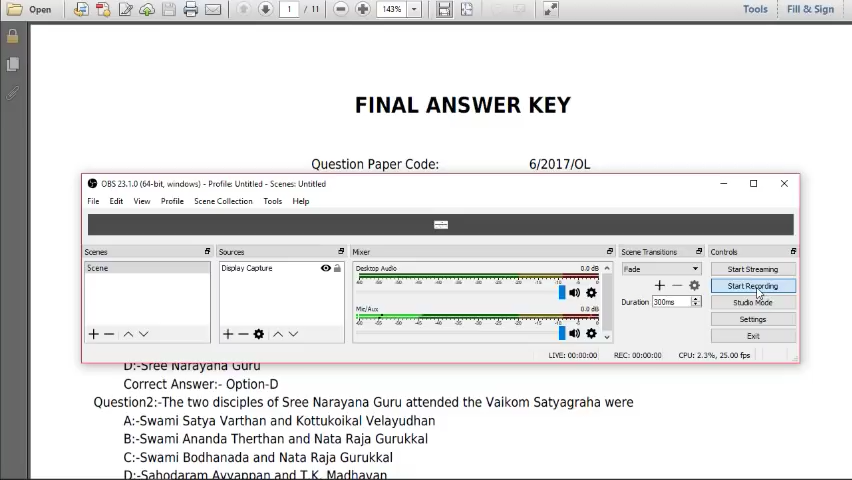 Open 1 / 11 143% Tools Fill & Sign
FINAL ANSWER KEY
Question Paper Code: 6/2017/OL
OBS 23.1.0 (64-bit, windows) - Profile: Untitled - Scenes: Untitled
File Edit View Profile Scene Collection Tools Help
Scenes Sources Mixer Scene Transitions Controls
Scene Display Capture Desktop Audio 0.0 dB Fade Start Streaming
Start Recording
Duration 300ms Studio Mode
Mic/Aux 0.0 dB
Settings
Exit
LIVE: 00:00:00 REC: 00:00:00 CPU: 2.3%, 25.00 fps
D:-Sree Narayana Guru
Correct Answer:- Option-D
Question2:-The two disciples of Sree Narayana Guru attended the Vaikom Satyagraha were
A:-Swami Satya Varthan and Kottukoikal Velayudhan
B:-Swami Ananda Therthan and Nata Raja Gurukkal
C:-Swami Bodhanada and Nata Raja Gurukkal
D:-Sahodaram Ayyappan and T.K. Madhavan